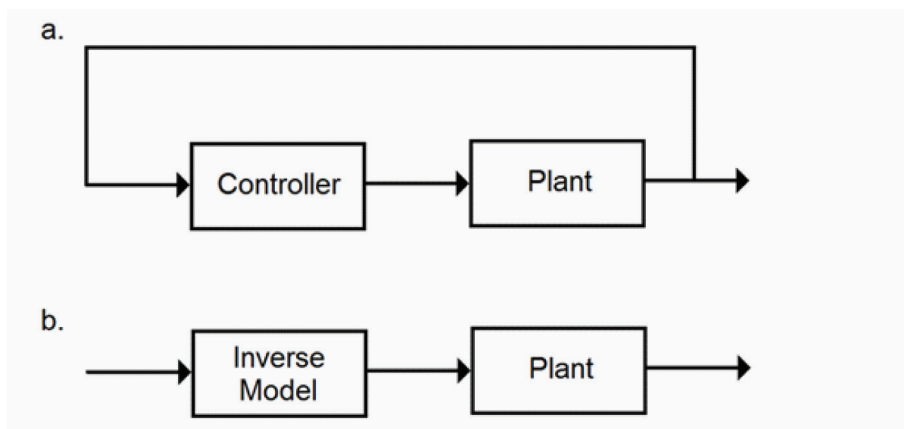 a.
Controller
Plant
b.
Inverse
Model
Plant